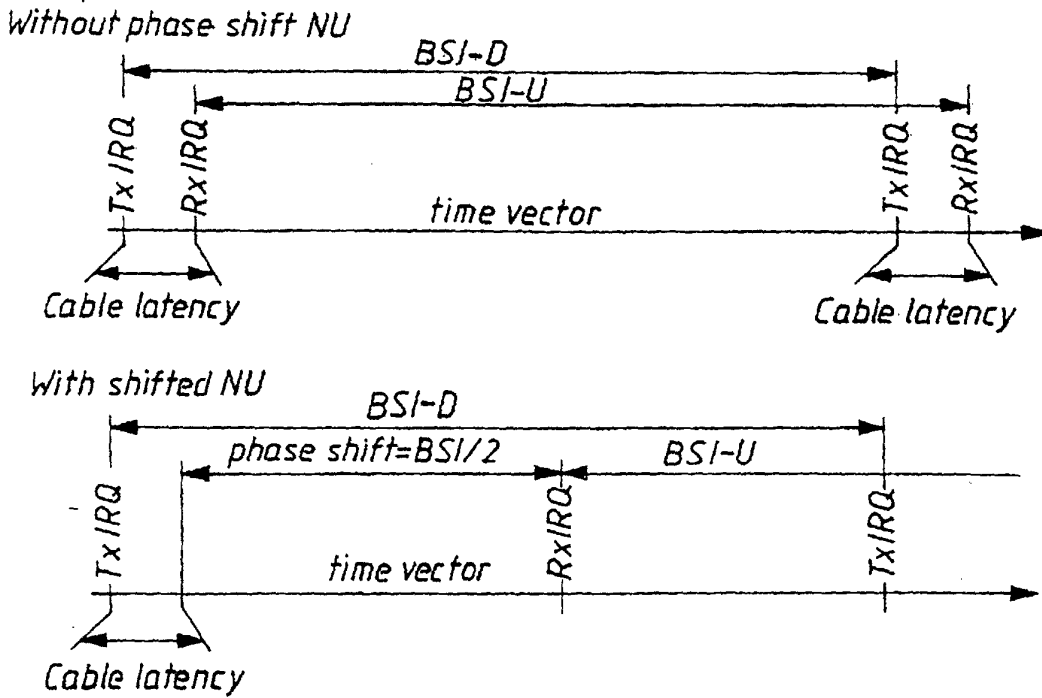 Without phase shift NU
BSI-D
BSI-U
Tx IRQ
Rx IRQ
Tx IRQ
Rx IRQ
time vector
Cable latency
Cable latency
With shifted NU
BSI-D
phase shift=BSI/2
BSI-U
Tx IRQ
Rx IRQ
Tx IRQ
time vector
Cable latency